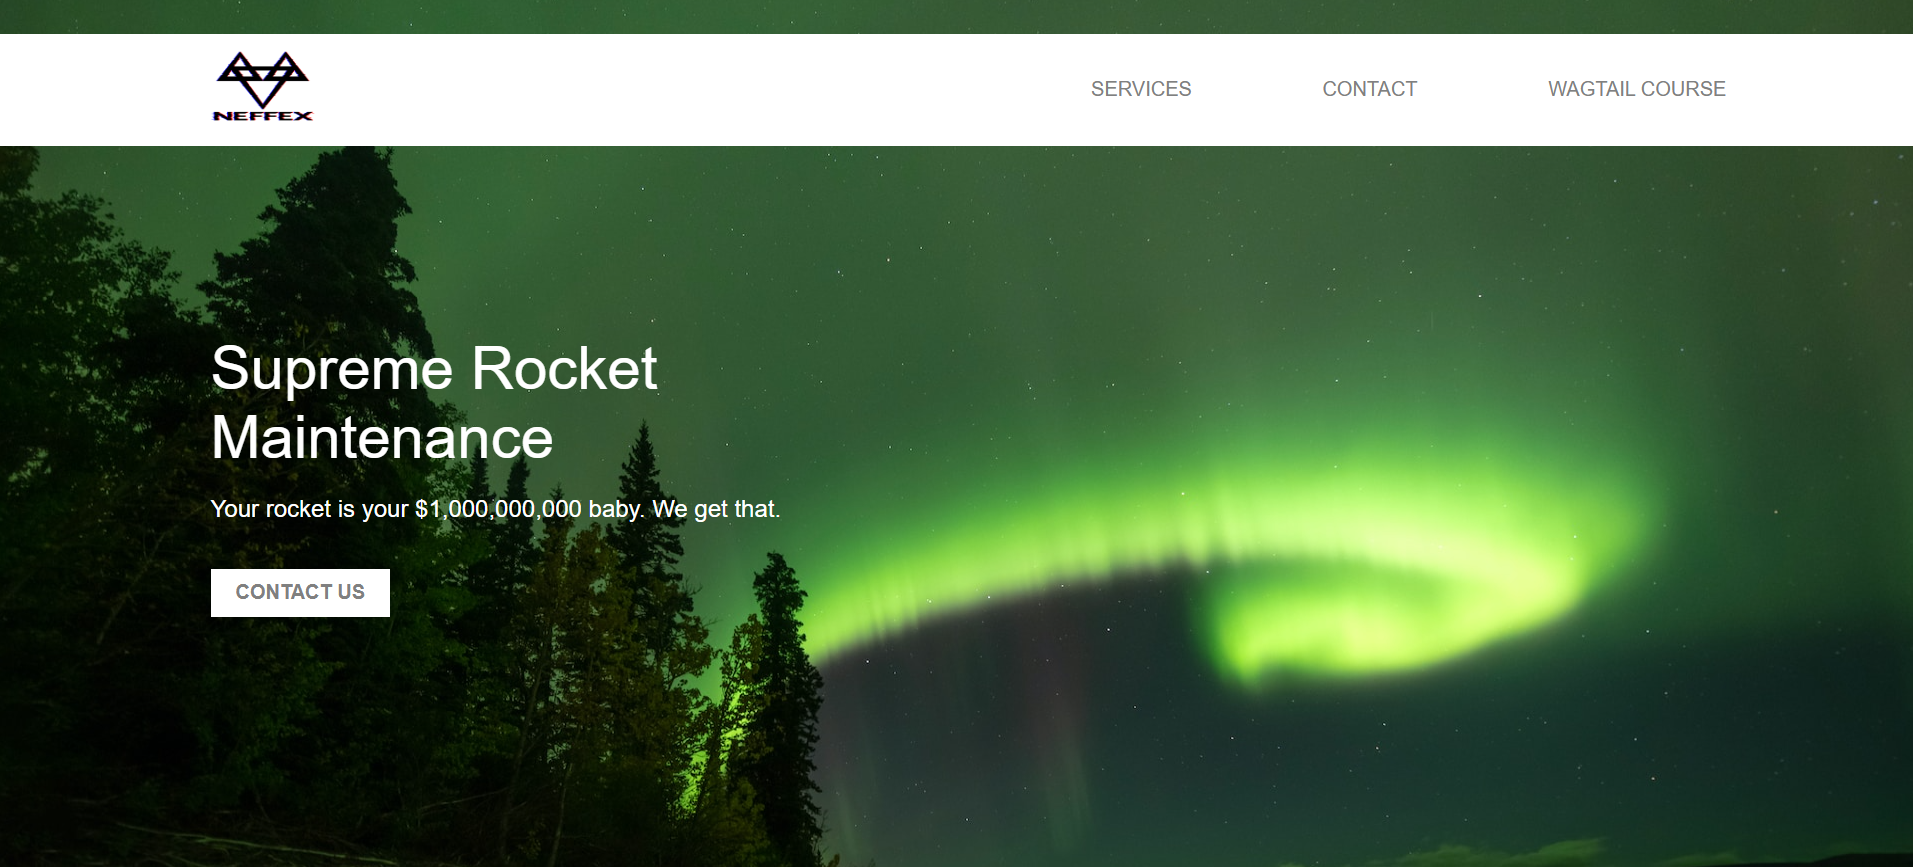 NEFFEX
SERVICES
CONTACT
WAGTAIL COURSE
Supreme Rocket
Maintenance
Your rocket is your $1,000,000,000 baby. We get that.
CONTACT US